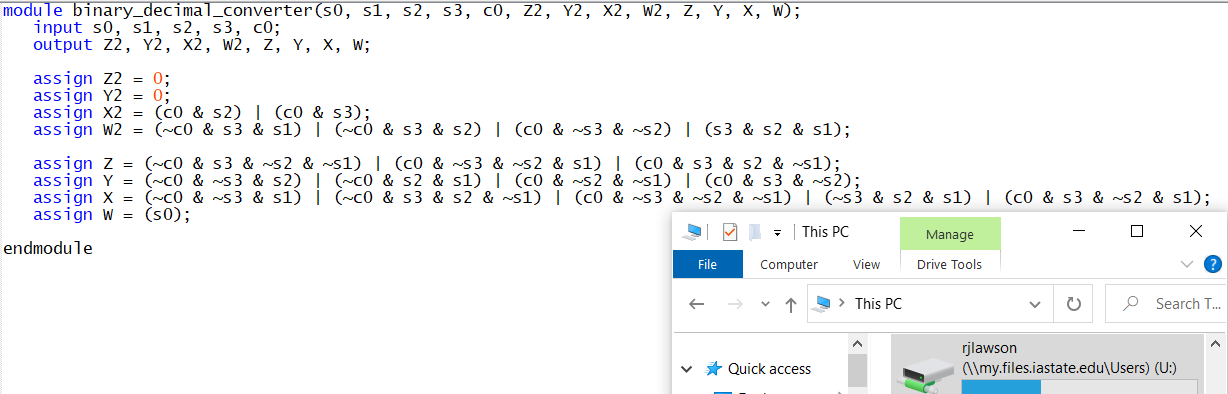 module binary_decimal_converter(s0, s1, s2, s3, c0, Z2, Y2, X2, W2, Z, Y, X, W);
input s0, s1, s2, s3, c0;
output Z2, Y2, X2, W2, Z, Y, X, W;
assign Z2 = 0;
assign Y2 = 0;
assign X2 = (c0 & s2) | (c0 & s3);
assign W2 = (~c0 & s3 & s1) | (~c0 & s3 & s2) | (c0 & ~s3 & ~s2) | (s3 & s2 & s1);
assign Z = (~c0 & s3 & ~s2 & ~s1) | (c0 & ~s3 & ~s2 & s1) | (c0 & s3 & s2 & ~s1);
assign Y = (~c0 & ~s3 & s2) | (~c0 & s2 & s1) | (c0 & ~s2 & ~s1) | (c0 & s3 & ~s2);
assign X = (~c0 & ~s3 & s1) | (~c0 & s3 & s2 & ~s1) | (c0 & ~s3 & ~s2 & ~s1) | (~s3 & s2 & s1) | (c0 & s3 & ~s2 & s1);
assign W = (s0);
endmodule
This PC
Manage
File Computer View Drive Tools
This PC
Search T...
Quick access
rjlawson
(\\my.files.iastate.edu\Users) (U:)